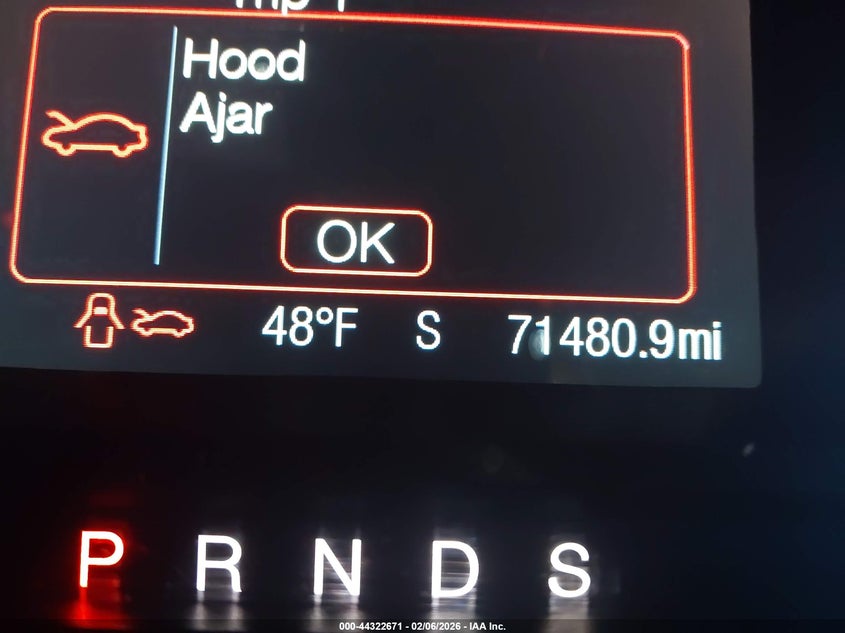 Hood
Ajar
OK
48°F S 71480.9mi
P R N D S
000-44322671 - 02/06/2026 - IAA Inc.